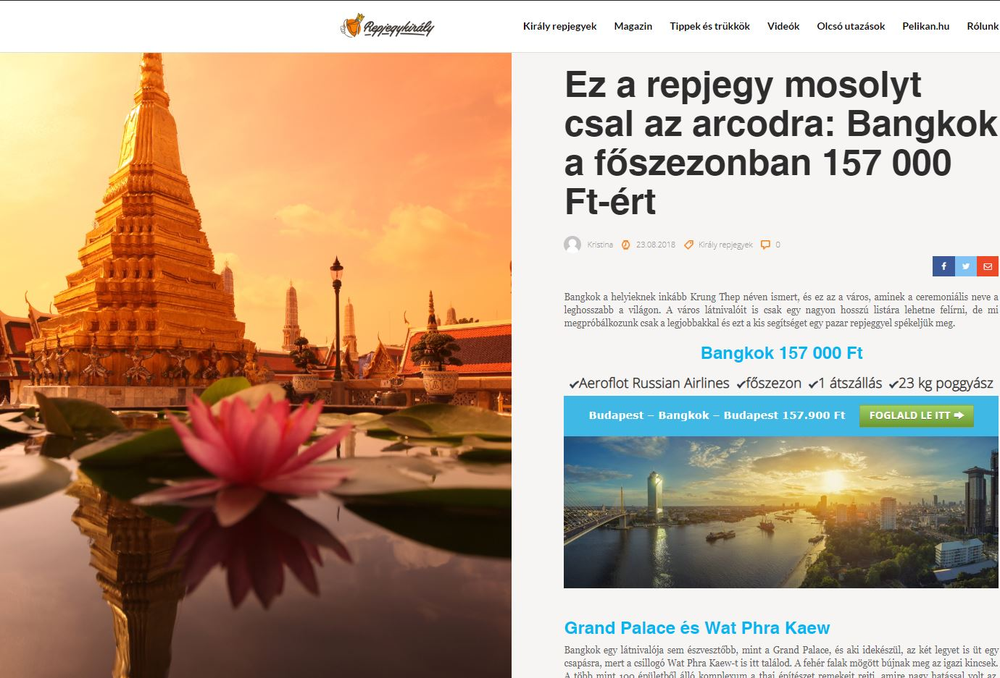 Repjegykirály
Király repjegyek Magazin Tippek és trükkök Videók Olcsó utazások Pelikan.hu Rólunk
Ez a repjegy mosolyt
csal az arcodra: Bangkok
a főszezonban 157 000
Ft-ért
Kristina 23.08.2018 Király repjegyek 0
Bangkok a helyieknek inkább Krung Thep néven ismert, és ez az a város, aminek a ceremoniális neve a
leghosszabb a világon. A város látnivalóit is csak egy nagyon hosszú listára lehetne felírni, de mi
megpróbálkozunk csak a legjobbakkal és ezt a kis segítséget egy pazar repjeggyel spékeljük meg.
Bangkok 157 000 Ft
✔Aeroflot Russian Airlines ✔főszezon ✔1 átszállás ✔23 kg poggyász
Budapest – Bangkok – Budapest 157.900 Ft FOGLALD LE ITT ➡
Grand Palace és Wat Phra Kaew
Bangkok egy látnivalója sem észvesztőbb, mint a Grand Palace, és aki idekészül, az két legyet is üt egy
csapásra, mert a csillogó Wat Phra Kaew-t is itt találod. A fehér falak mögött bújnak meg az igazi kincsek.
A több mint 100 épületből álló komplexum a thai építészet remekeit rejti, amire nagy hatással volt az